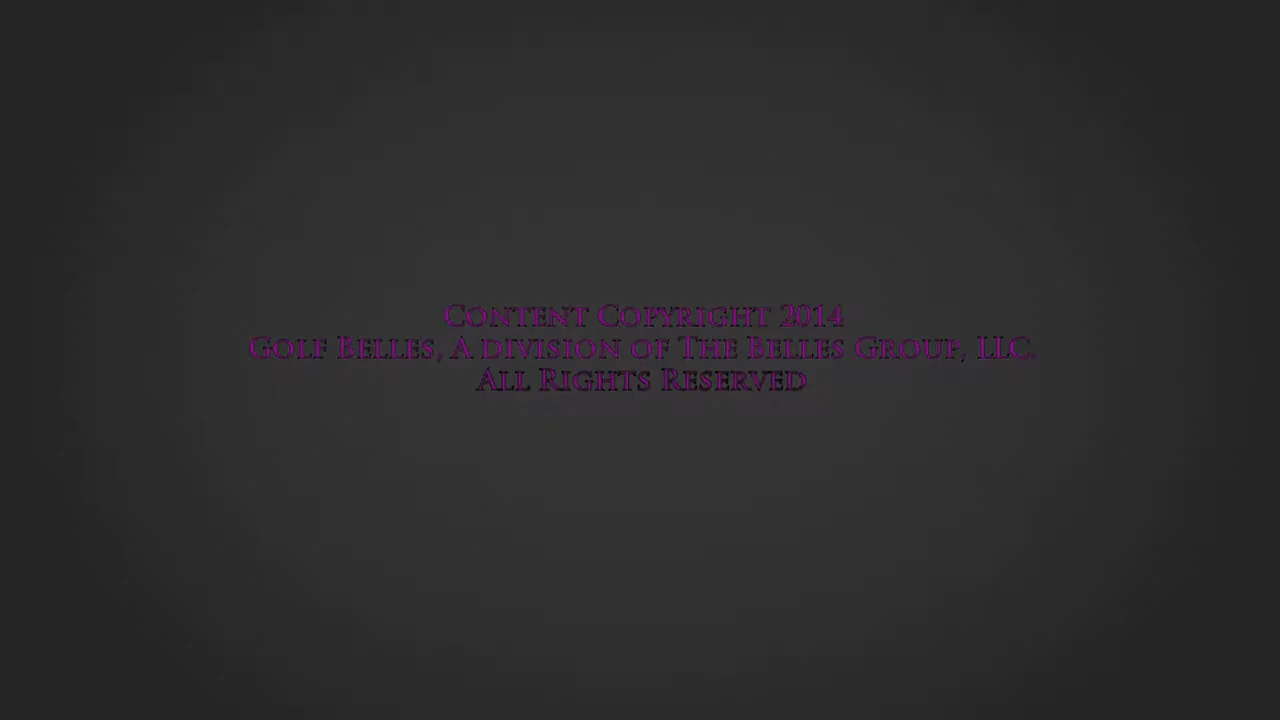 Content Copyright 2014
Golf Belles, A division of The Belles Group, LLC.
All Rights Reserved